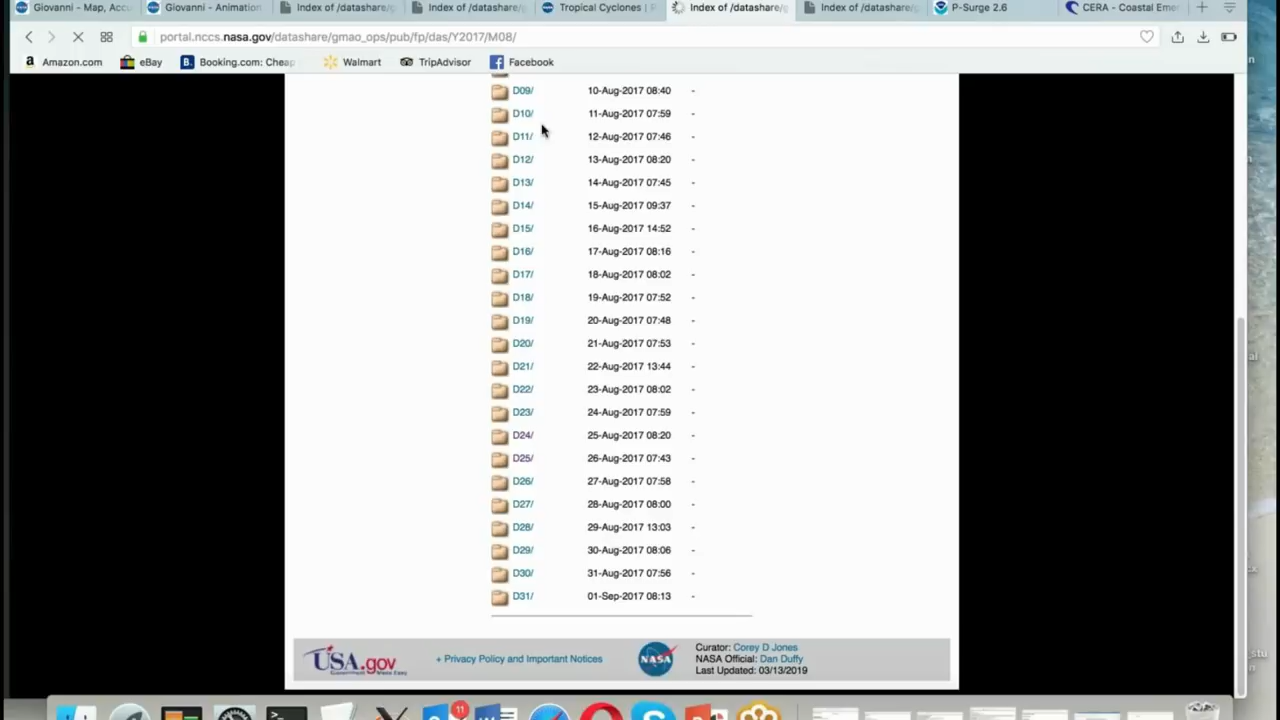 Giovanni - Map, Accu
Giovanni - Animation
Index of /datashare/g
Index of /datashare/g
Tropical Cyclones | P
Index of /datashare/g
Index of /datashare/g
P-Surge 2.6
CERA - Coastal Emer
portal.nccs.nasa.gov/datashare/gmao_ops/pub/fp/das/Y2017/M08/
Amazon.com
eBay
Booking.com: Cheap
Walmart
TripAdvisor
Facebook
D09/ 10-Aug-2017 08:40 -
D10/ 11-Aug-2017 07:59 -
D11/ 12-Aug-2017 07:46 -
D12/ 13-Aug-2017 08:20 -
D13/ 14-Aug-2017 07:45 -
D14/ 15-Aug-2017 09:37 -
D15/ 16-Aug-2017 14:52 -
D16/ 17-Aug-2017 08:16 -
D17/ 18-Aug-2017 08:02 -
D18/ 19-Aug-2017 07:52 -
D19/ 20-Aug-2017 07:48 -
D20/ 21-Aug-2017 07:53 -
D21/ 22-Aug-2017 13:44 -
D22/ 23-Aug-2017 08:02 -
D23/ 24-Aug-2017 07:59 -
D24/ 25-Aug-2017 08:20 -
D25/ 26-Aug-2017 07:43 -
D26/ 27-Aug-2017 07:58 -
D27/ 28-Aug-2017 08:00 -
D28/ 29-Aug-2017 13:03 -
D29/ 30-Aug-2017 08:06 -
D30/ 31-Aug-2017 07:56 -
D31/ 01-Sep-2017 08:13 -
USA.gov
Government Made Easy
+ Privacy Policy and Important Notices
NASA
Curator: Corey D Jones
NASA Official: Dan Duffy
Last Updated: 03/13/2019
11